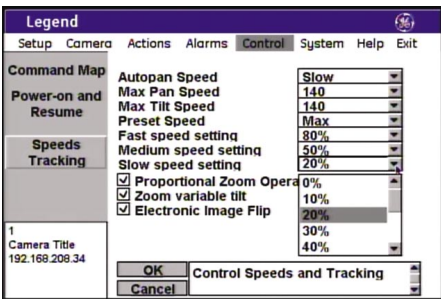 Legend
Setup Camera Actions Alarms Control System Help Exit
Command Map
Power-on and
Resume
Speeds
Tracking
Autopan Speed Slow
Max Pan Speed 140
Max Tilt Speed 140
Preset Speed Max
Fast speed setting 80%
Medium speed setting 50%
Slow speed setting 20%
Proportional Zoom Opera
Zoom variable tilt
Electronic Image Flip
0%
10%
20%
30%
40%
1
Camera Title
192.168.208.34
OK
Cancel
Control Speeds and Tracking